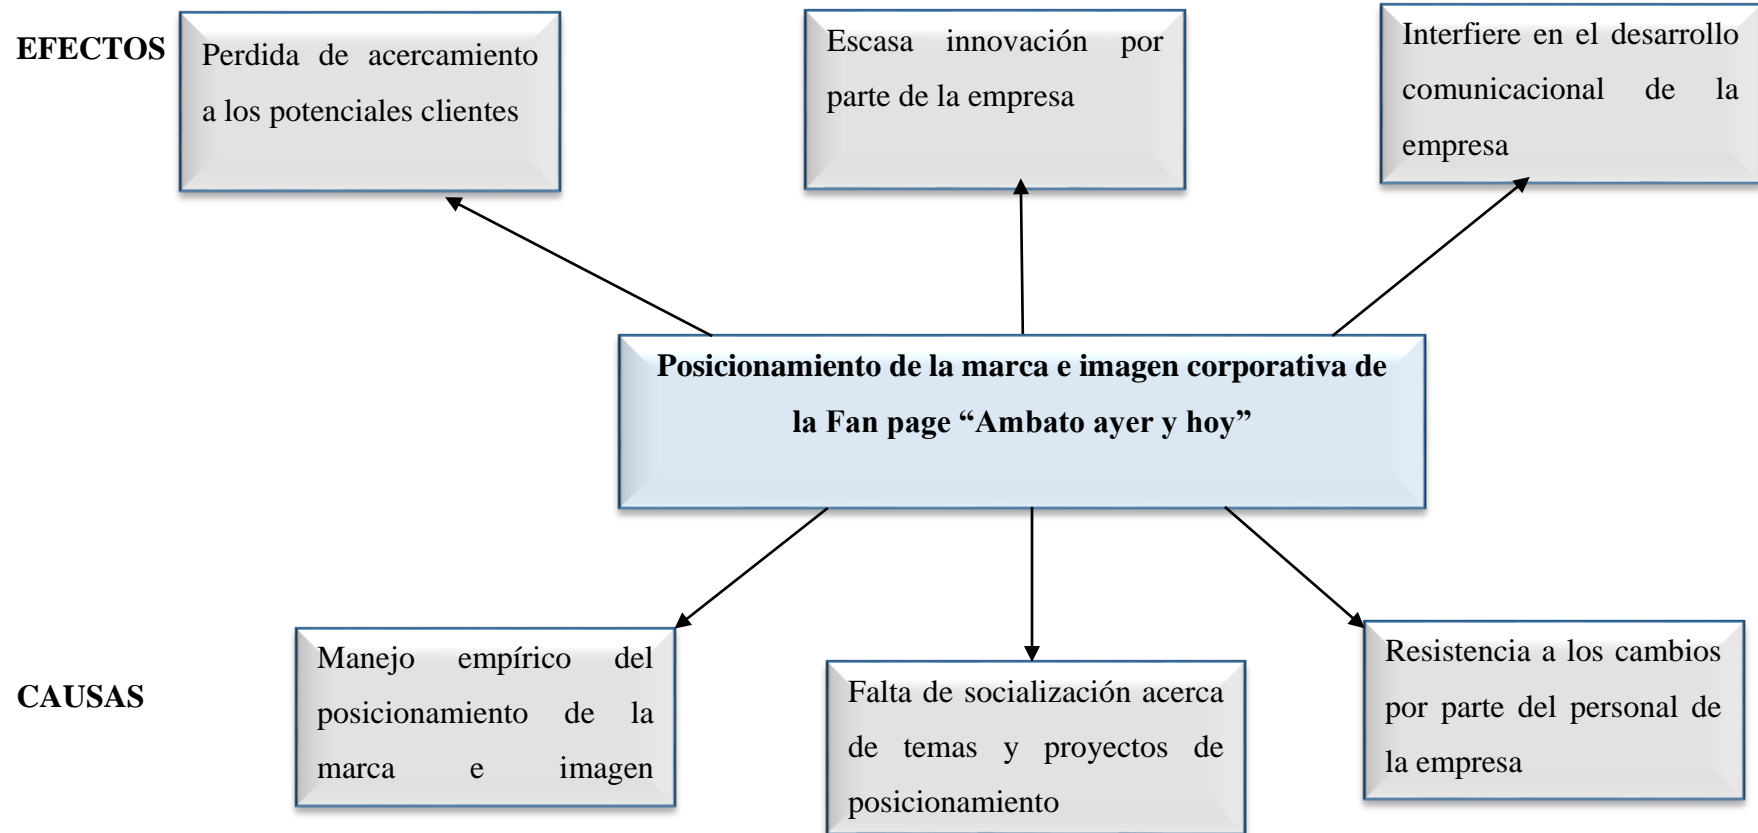 EFECTOS
Perdida de acercamiento
a los potenciales clientes
Escasa innovación por
parte de la empresa
Interfiere en el desarrollo
comunicacional de la
empresa
Posicionamiento de la marca e imagen corporativa de
la Fan page “Ambato ayer y hoy”
CAUSAS
Manejo empírico del
posicionamiento de la
marca e imagen
Falta de socialización acerca
de temas y proyectos de
posicionamiento
Resistencia a los cambios
por parte del personal de
la empresa